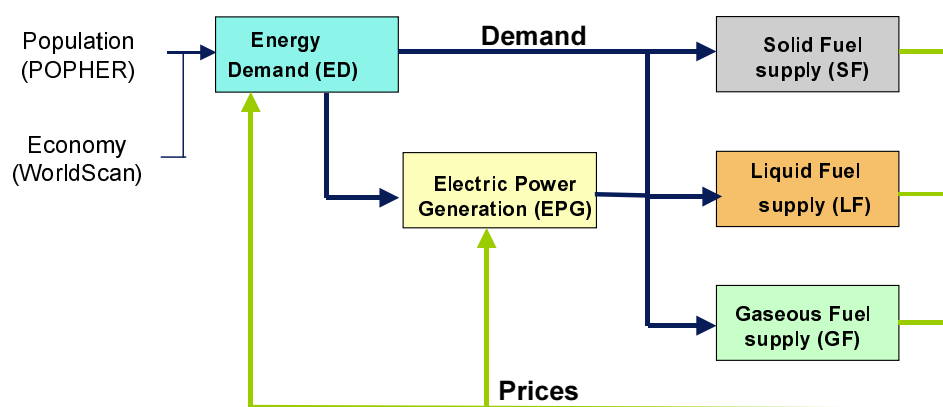 Population
(POPHER)
Economy
(WorldScan)
Energy
Demand (ED)
Demand
Electric Power
Generation (EPG)
Solid Fuel
supply (SF)
Liquid Fuel
supply (LF)
Gaseous Fuel
supply (GF)
Prices